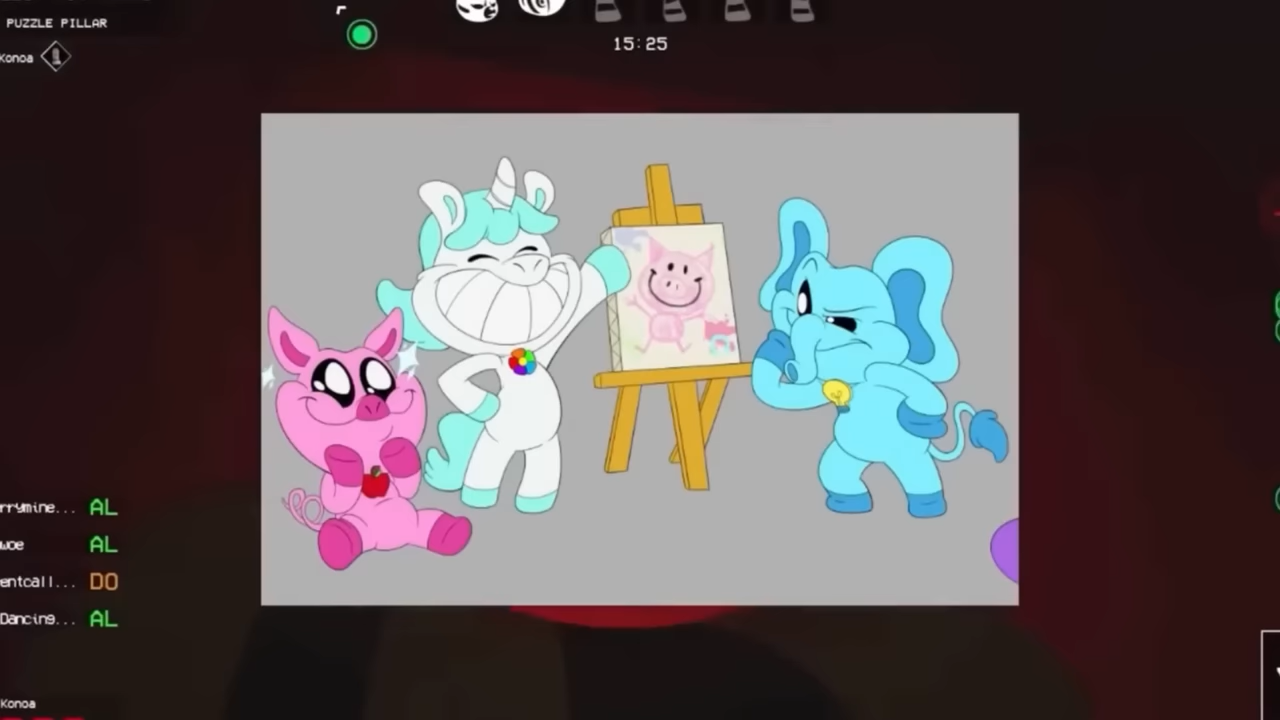 PUZZLE PILLAR
15:25
Konoa
rrymine... AL
woe AL
entcall... DO
Dancing... AL
Konoa